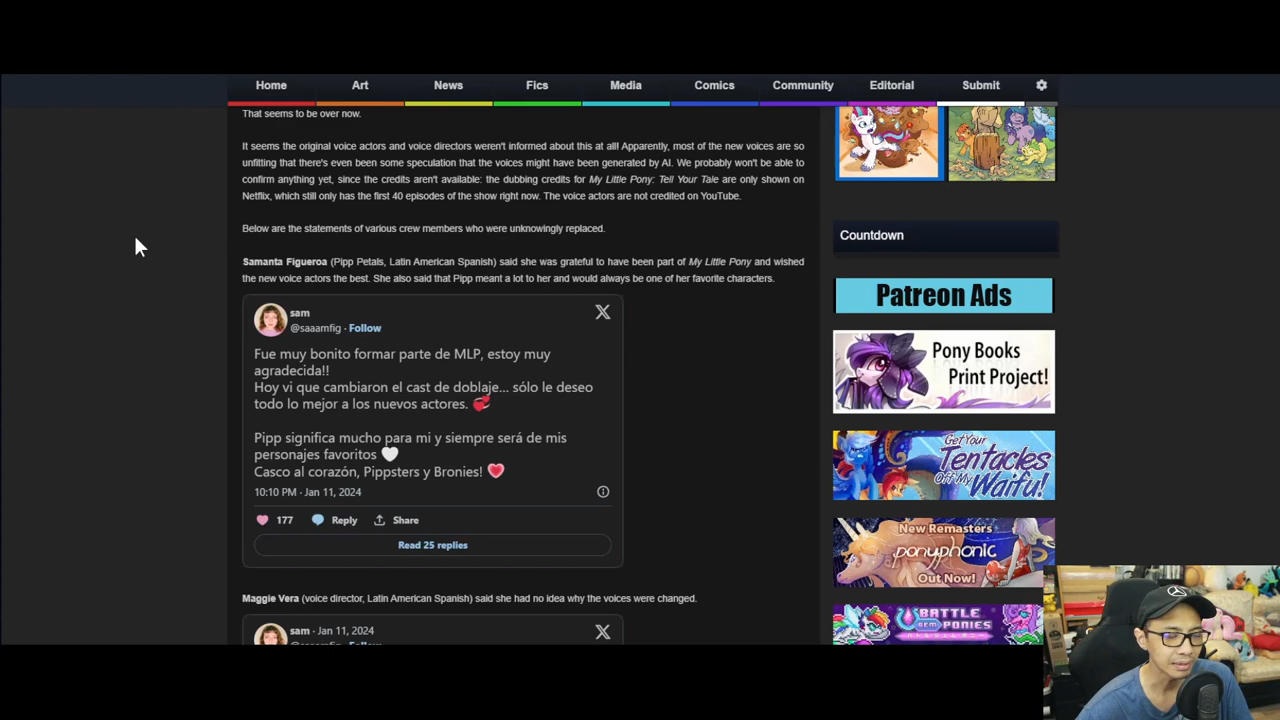 Home Art News Fics Media Comics Community Editorial Submit
That seems to be over now.
It seems the original voice actors and voice directors weren't informed about this at all! Apparently, most of the new voices are so
unfitting that there's even been some speculation that the voices might have been generated by AI. We probably won't be able to
confirm anything yet, since the credits aren't available: the dubbing credits for My Little Pony: Tell Your Tale are only shown on
Netflix, which still only has the first 40 episodes of the show right now. The voice actors are not credited on YouTube.
Below are the statements of various crew members who were unknowingly replaced.
Samanta Figueroa (Pipp Petals, Latin American Spanish) said she was grateful to have been part of My Little Pony and wished
the new voice actors the best. She also said that Pipp meant a lot to her and would always be one of her favorite characters.
sam
@saaamfig · Follow
Fue muy bonito formar parte de MLP, estoy muy
agradecida!!
Hoy vi que cambiaron el cast de doblaje... sólo le deseo
todo lo mejor a los nuevos actores. 💞
Pipp significa mucho para mi y siempre será de mis
personajes favoritos 🤍
Casco al corazón, Pippsters y Bronies! 💗
10:10 PM · Jan 11, 2024
177 Reply Share
Read 25 replies
Maggie Vera (voice director, Latin American Spanish) said she had no idea why the voices were changed.
sam · Jan 11, 2024
Countdown
Patreon Ads
Pony Books
Print Project!
Get Your
Tentacles
Off My
Waifu!
New Remasters
ponyphonic
Out Now!
BATTLE
GEM PONIES